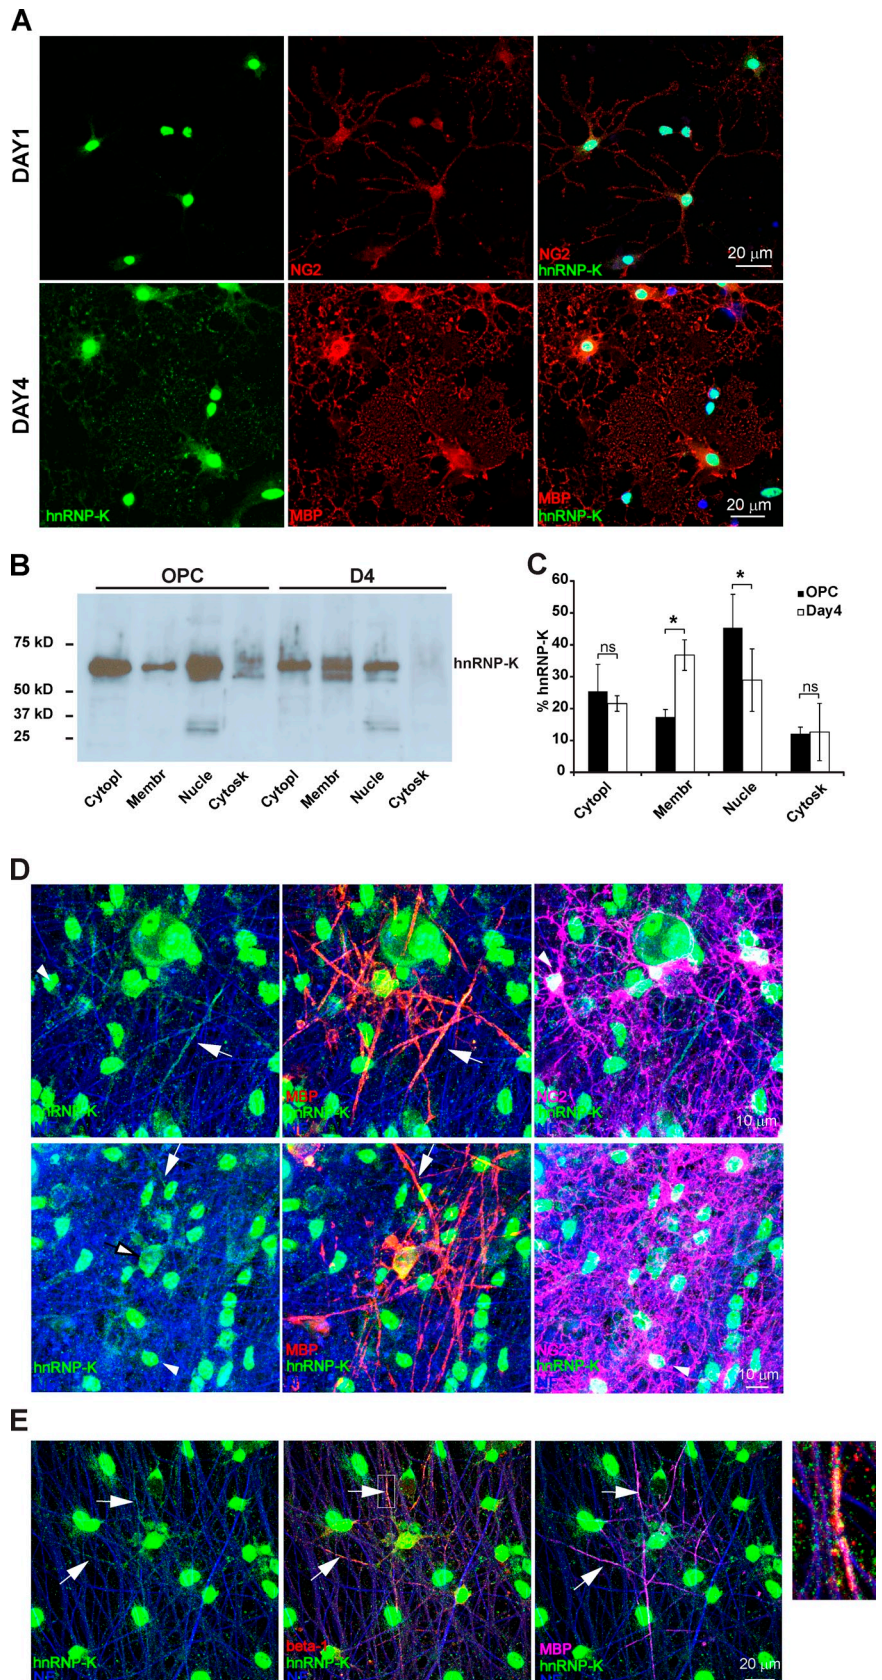 A
DAY1
NG2
NG2
hnRNP-K
20 µm
DAY4
hnRNP-K
MBP
MBP
hnRNP-K
20 µm
B
OPC D4
75 kD
50 kD
37 kD
25
hnRNP-K
Cytopl Membr Nucle Cytosk Cytopl Membr Nucle Cytosk
C
% hnRNP-K
60
50
40
30
20
10
0
ns * * ns
OPC
Day4
Cytopl Membr Nucle Cytosk
D
hnRNP-K
MBP
hnRNP-K
NG2
hnRNP-K
10 µm
hnRNP-K
MBP
hnRNP-K
NG2
hnRNP-K
10 µm
E
hnRNP-K
beta-1
hnRNP-K
MBP
hnRNP-K
20 µm